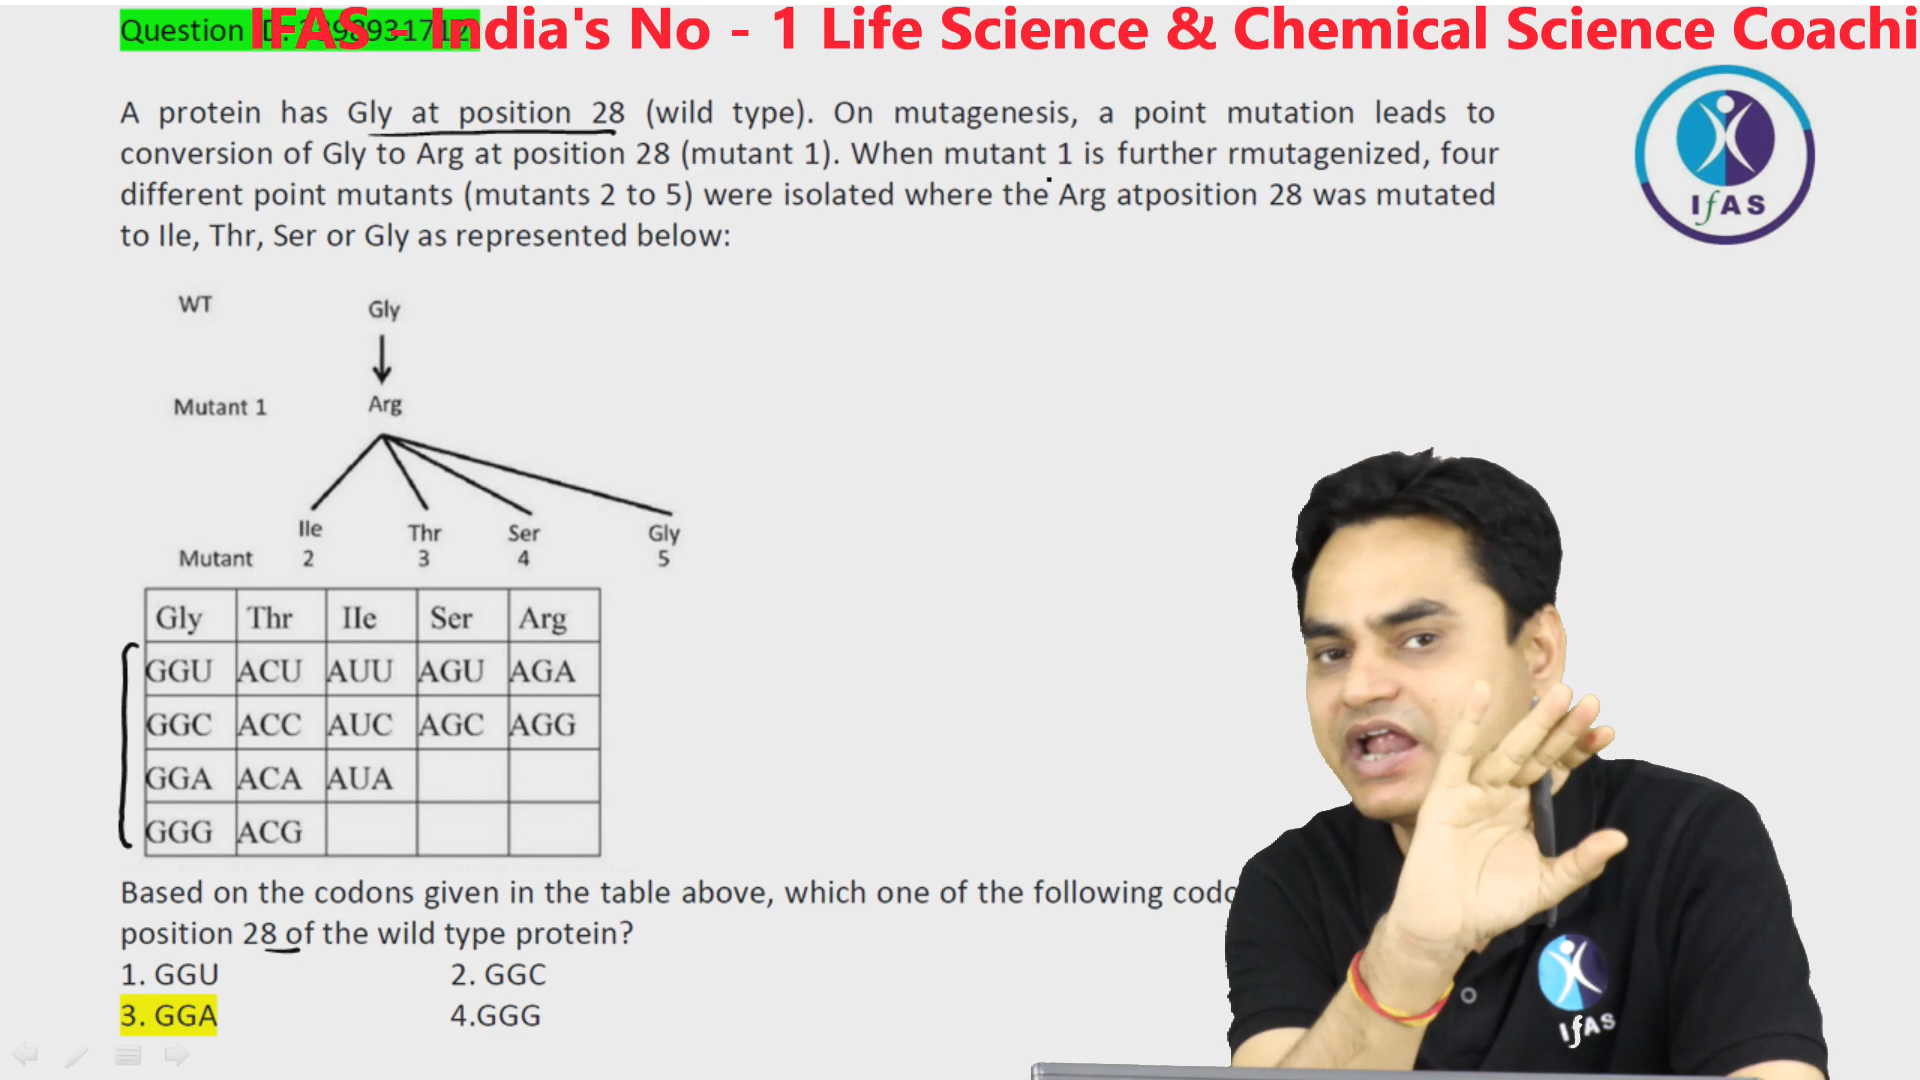 Question ID: 2989931712
IFAS - India's No - 1 Life Science & Chemical Science Coachi
A protein has Gly at position 28 (wild type). On mutagenesis, a point mutation leads to
conversion of Gly to Arg at position 28 (mutant 1). When mutant 1 is further rmutagenized, four
different point mutants (mutants 2 to 5) were isolated where the Arg atposition 28 was mutated
to Ile, Thr, Ser or Gly as represented below:
IfAS
WT Gly
Mutant 1 Arg
Ile Thr Ser Gly
Mutant 2 3 4 5
Gly Thr Ile Ser Arg
GGU ACU AUU AGU AGA
GGC ACC AUC AGC AGG
GGA ACA AUA
GGG ACG
Based on the codons given in the table above, which one of the following
position 28 of the wild type protein?
1. GGU 2. GGC
3. GGA 4.GGG
IfAS